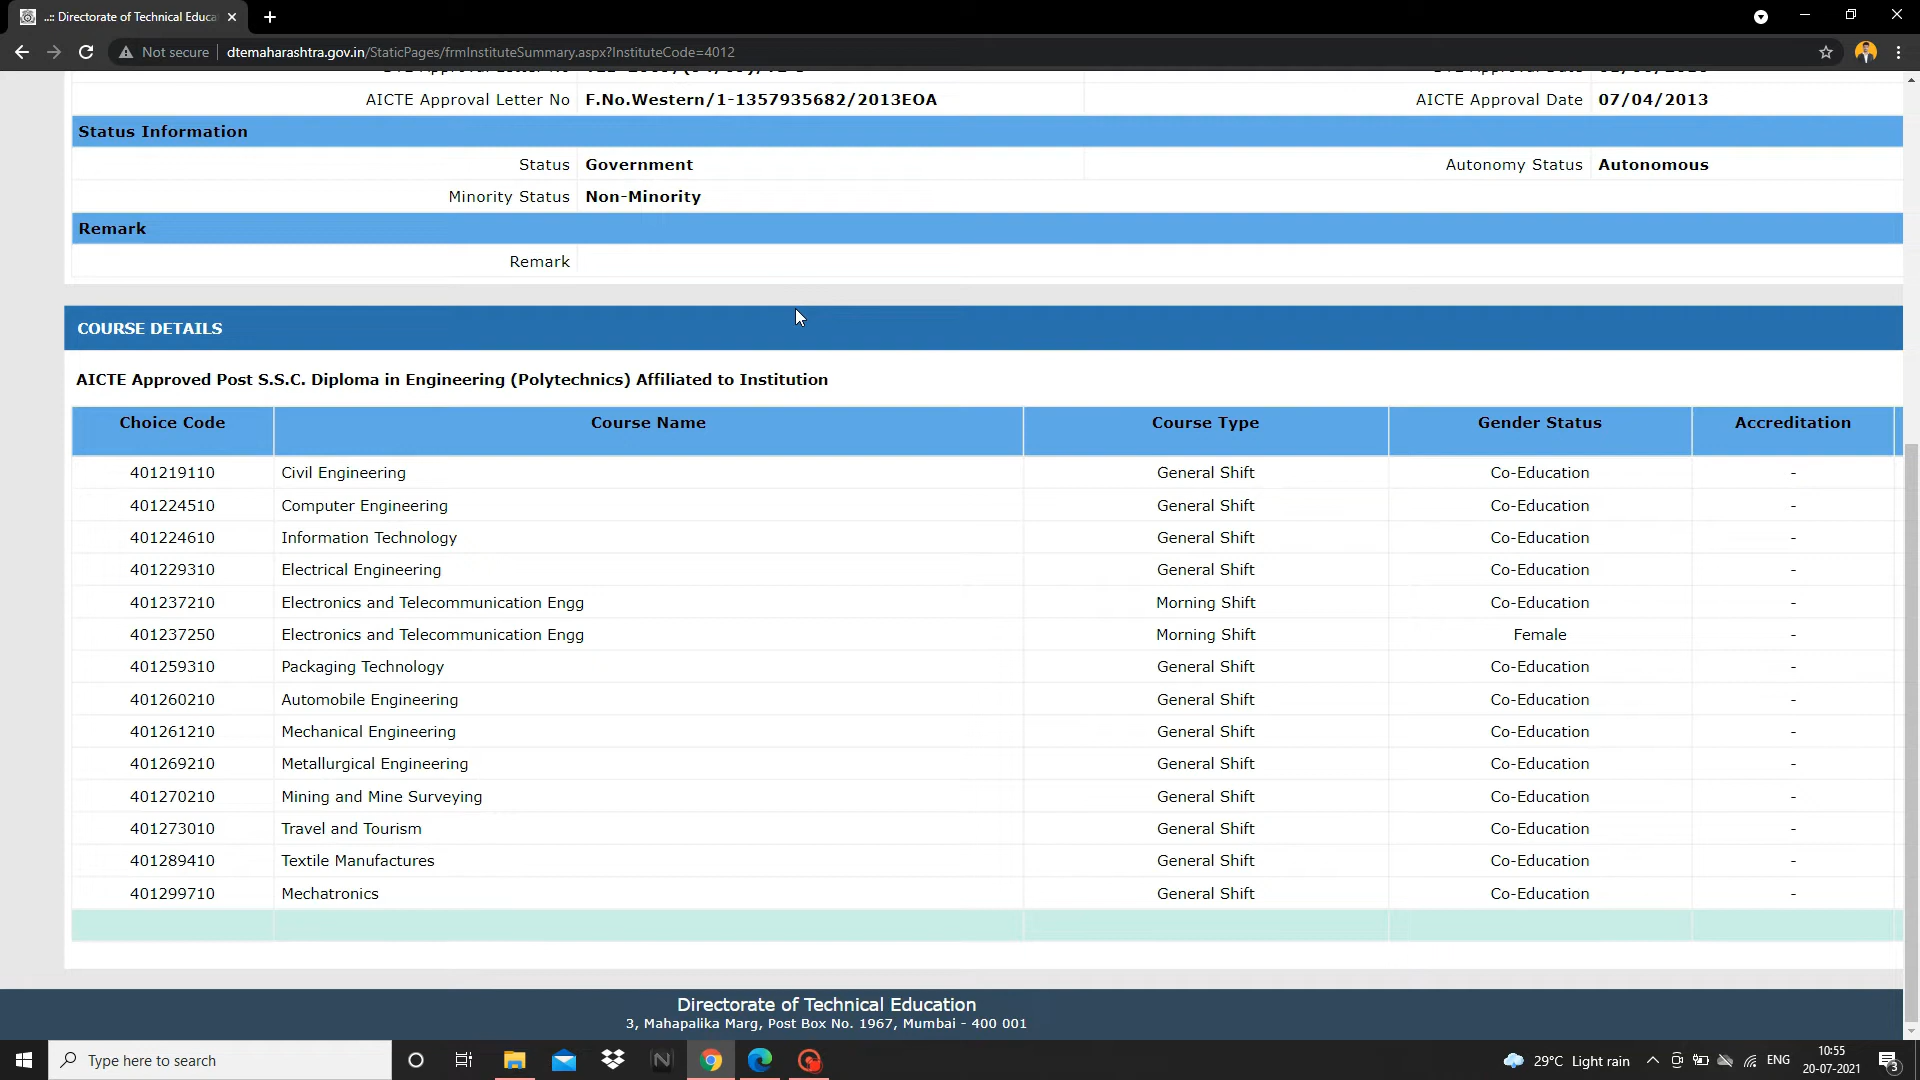 ..:: Directorate of Technical Educa
Not secure
dtemaharashtra.gov.in/StaticPages/frmInstituteSummary.aspx?InstituteCode=4012
AICTE Approval Letter No F.No.Western/1-1357935682/2013EOA AICTE Approval Date 07/04/2013
Status Information
Status Government Autonomy Status Autonomous
Minority Status Non-Minority
Remark
Remark
COURSE DETAILS
AICTE Approved Post S.S.C. Diploma in Engineering (Polytechnics) Affiliated to Institution
Choice Code Course Name Course Type Gender Status Accreditation
401219110 Civil Engineering General Shift Co-Education -
401224510 Computer Engineering General Shift Co-Education -
401224610 Information Technology General Shift Co-Education -
401229310 Electrical Engineering General Shift Co-Education -
401237210 Electronics and Telecommunication Engg Morning Shift Co-Education -
401237250 Electronics and Telecommunication Engg Morning Shift Female -
401259310 Packaging Technology General Shift Co-Education -
401260210 Automobile Engineering General Shift Co-Education -
401261210 Mechanical Engineering General Shift Co-Education -
401269210 Metallurgical Engineering General Shift Co-Education -
401270210 Mining and Mine Surveying General Shift Co-Education -
401273010 Travel and Tourism General Shift Co-Education -
401289410 Textile Manufactures General Shift Co-Education -
401299710 Mechatronics General Shift Co-Education -
Directorate of Technical Education
3, Mahapalika Marg, Post Box No. 1967, Mumbai - 400 001
Type here to search
29°C Light rain
ENG
10:55
20-07-2021
3